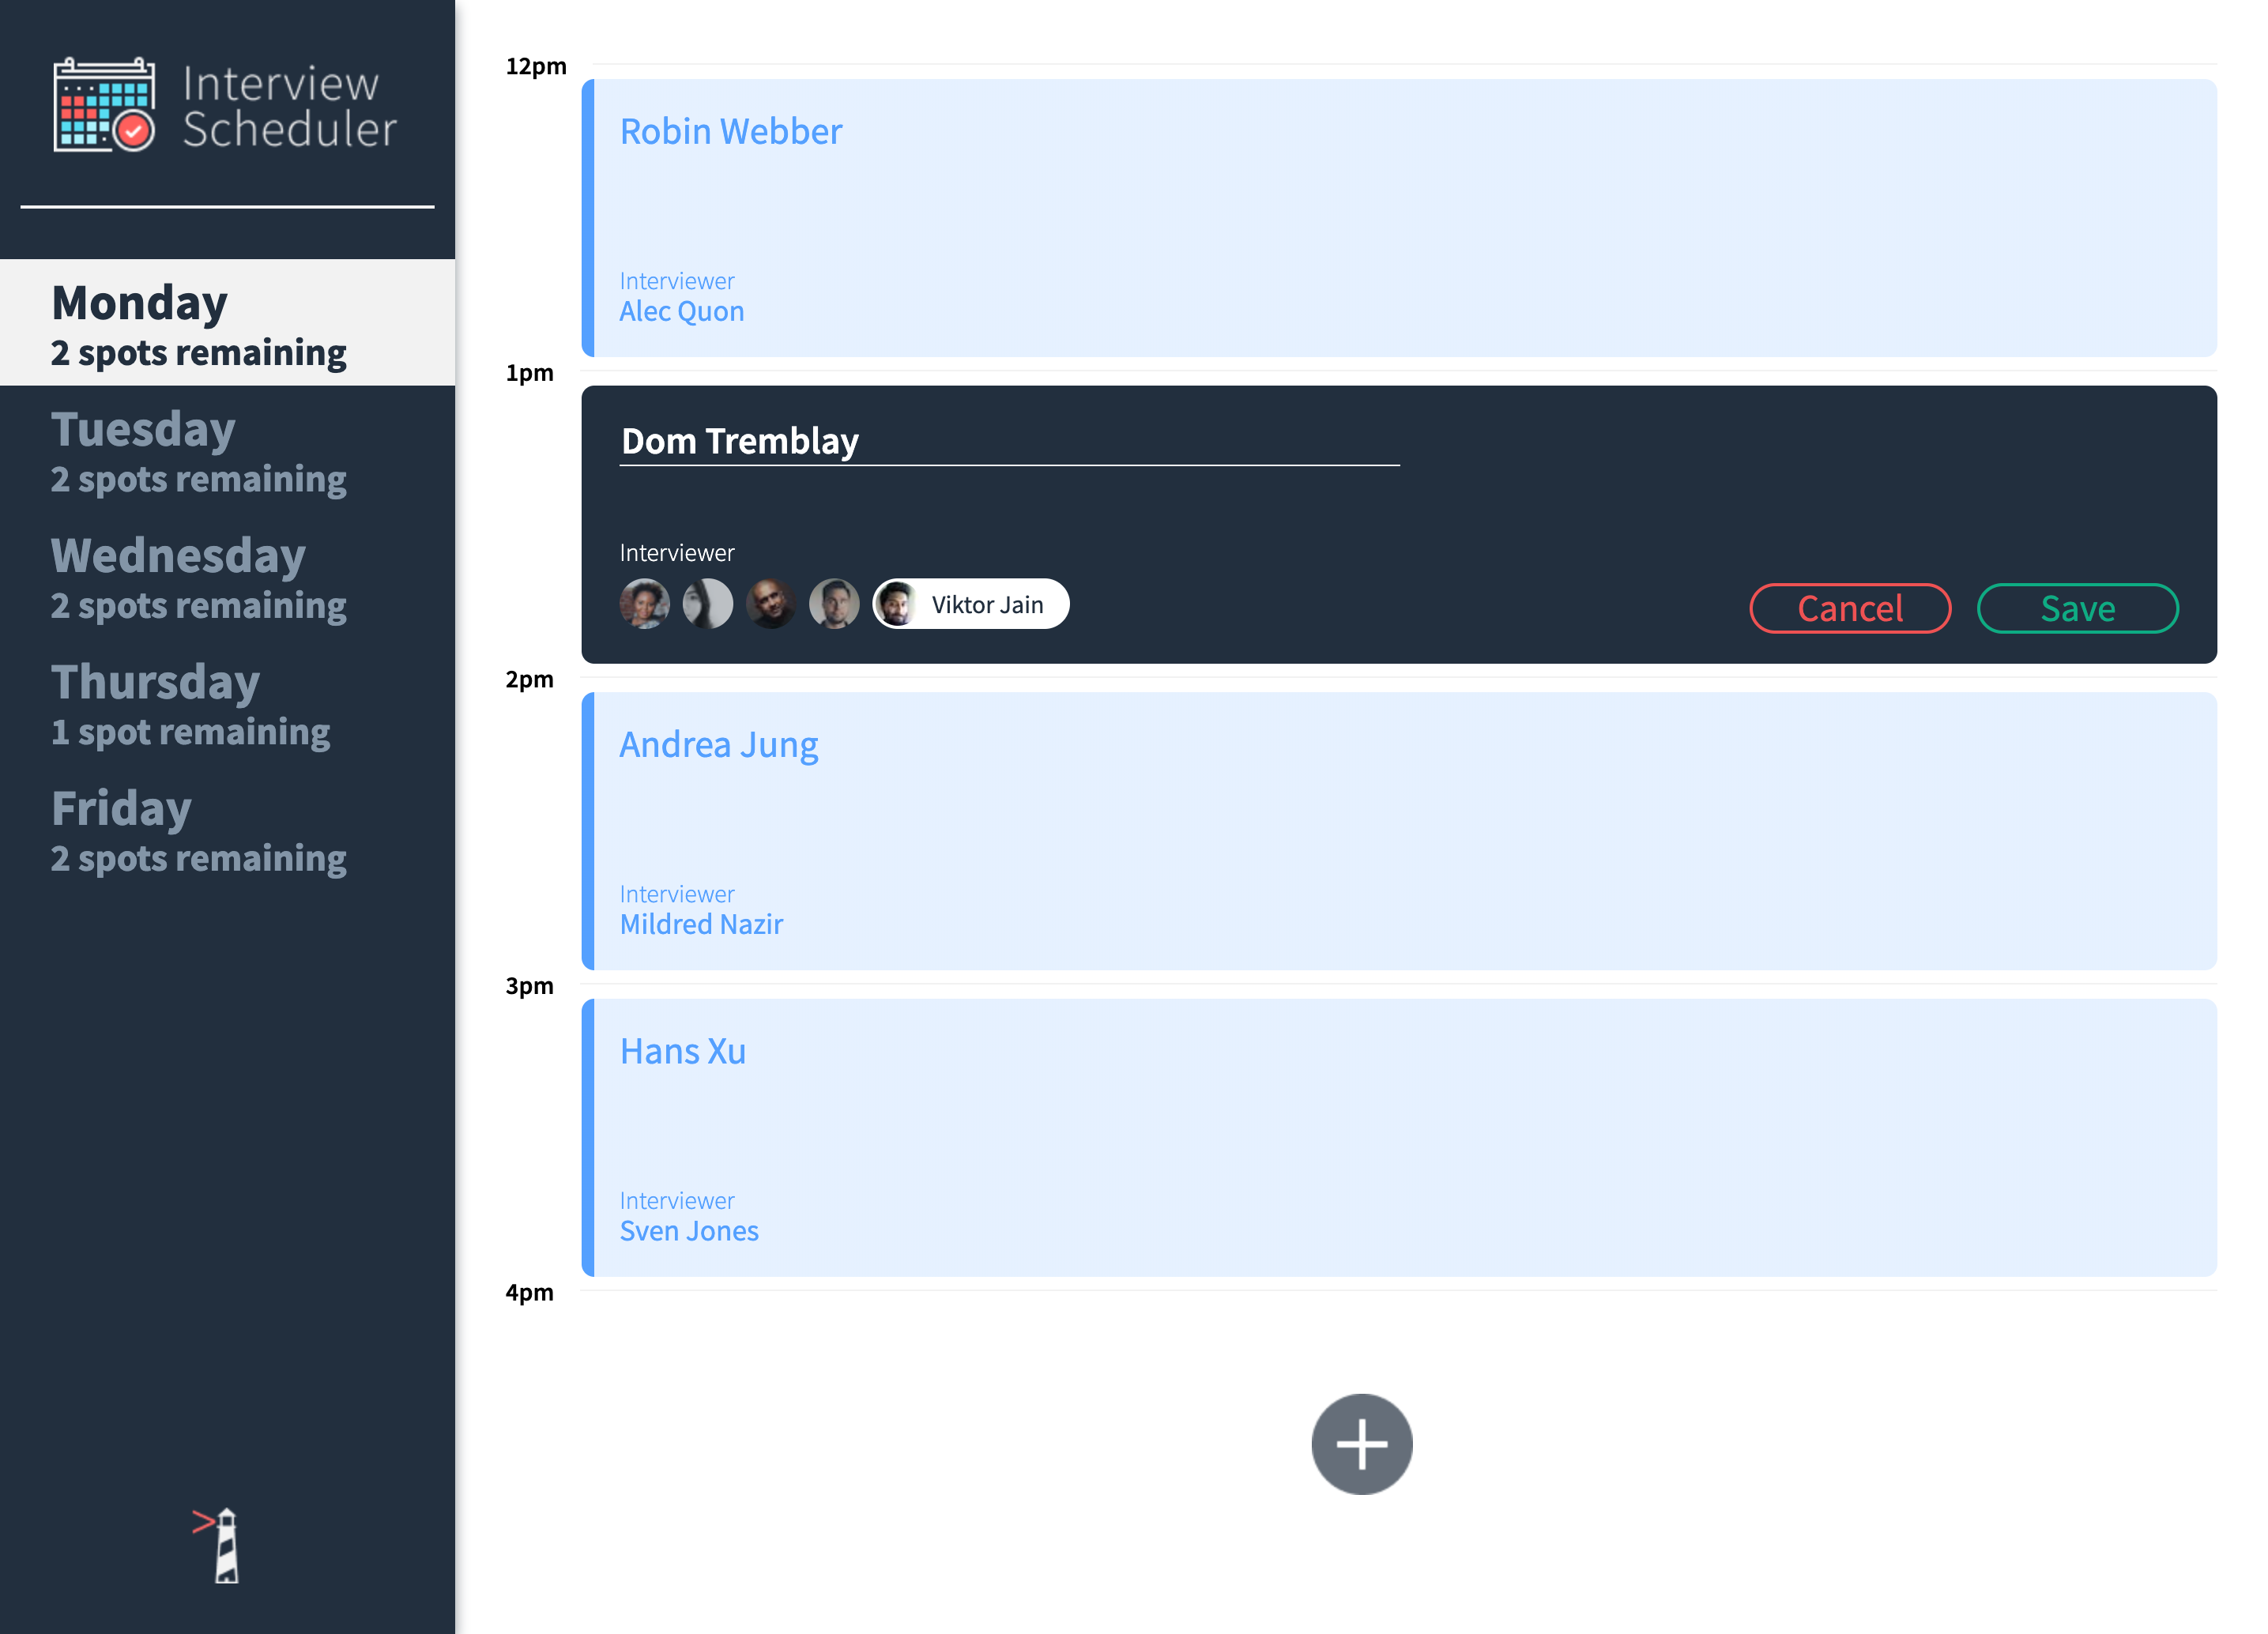 Interview
Scheduler
Monday
2 spots remaining
Tuesday
2 spots remaining
Wednesday
2 spots remaining
Thursday
1 spot remaining
Friday
2 spots remaining
12pm
Robin Webber
Interviewer
Alec Quon
1pm
Dom Tremblay
Interviewer
Viktor Jain
Cancel
Save
2pm
Andrea Jung
Interviewer
Mildred Nazir
3pm
Hans Xu
Interviewer
Sven Jones
4pm